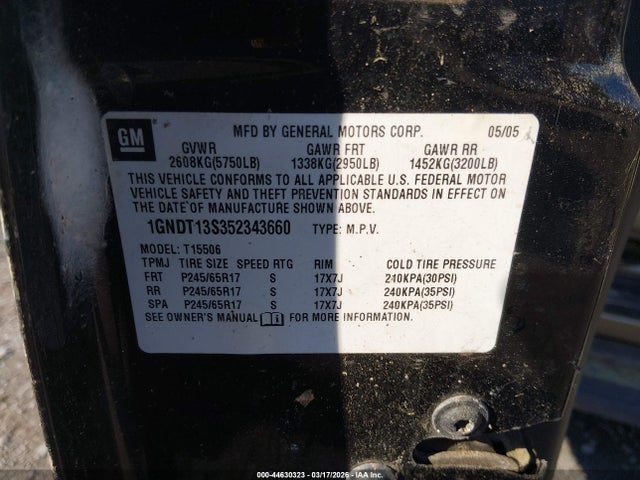 GM
MFD BY GENERAL MOTORS CORP. 05/05
GVWR GAWR FRT GAWR RR
2608KG(5750LB) 1338KG(2950LB) 1452KG(3200LB)
THIS VEHICLE CONFORMS TO ALL APPLICABLE U.S. FEDERAL MOTOR
VEHICLE SAFETY AND THEFT PREVENTION STANDARDS IN EFFECT ON
THE DATE OF MANUFACTURE SHOWN ABOVE.
1GNDT13S352343660 TYPE: M.P.V.
MODEL: T15506
TPMJ TIRE SIZE SPEED RTG RIM COLD TIRE PRESSURE
FRT P245/65R17 S 17X7J 210KPA(30PSI)
RR P245/65R17 S 17X7J 240KPA(35PSI)
SPA P245/65R17 S 17X7J 240KPA(35PSI)
SEE OWNER'S MANUAL FOR MORE INFORMATION.
000-44630323 - 03/17/2026 - IAA Inc.